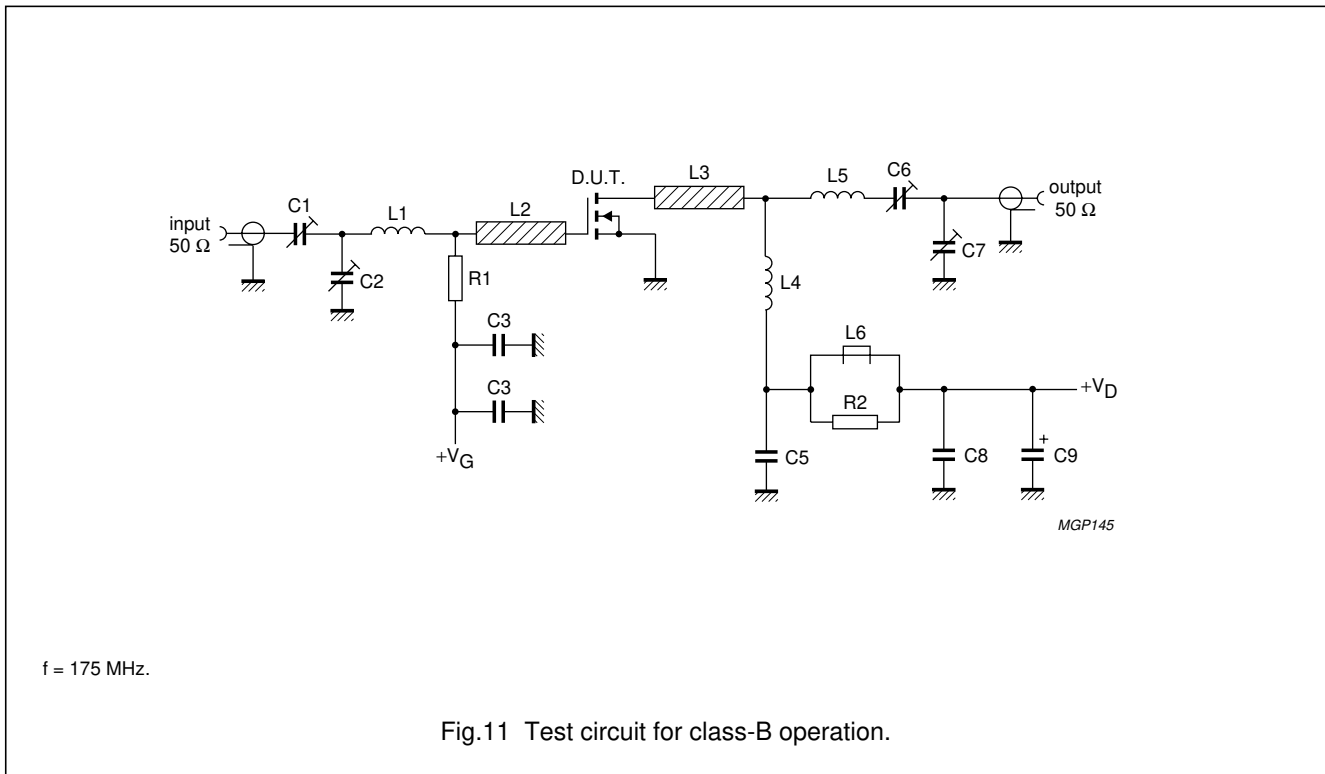 D.U.T.
L3
L5
C6
output
50 Ω
input
50 Ω
C1
L1
L2
C2
R1
C7
L4
C3
L6
C3
R2
+VD
+VG
C5
C8
+
C9
MGP145
f = 175 MHz.
Fig.11 Test circuit for class-B operation.